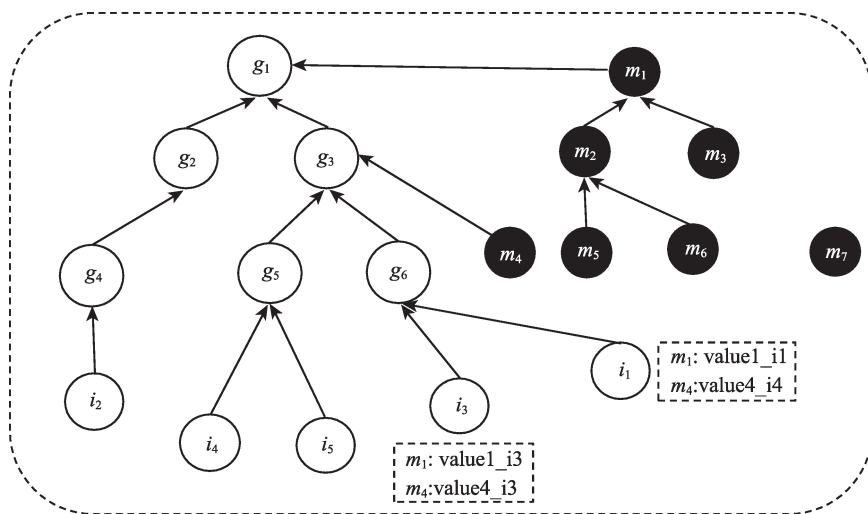 g1
m1
g2
g3
m2
m3
g4
g5
g6
m4
m5
m6
m7
i2
i4
i5
i3
i1
m1: value1_i1
m4:value4_i4
m1: value1_i3
m4:value4_i3